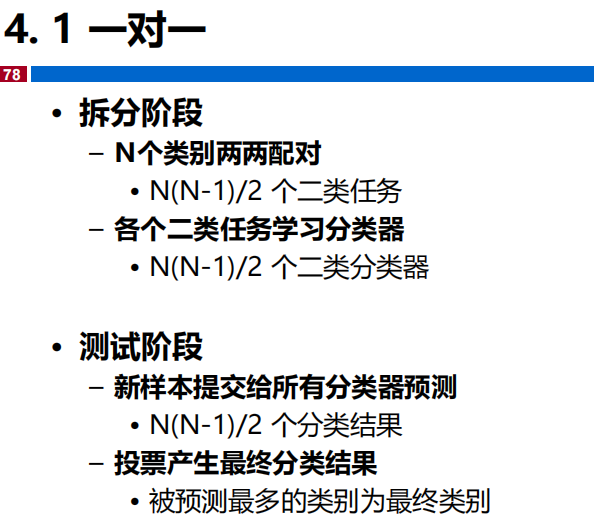 4. 1 一对一
78
• 拆分阶段
– N个类别两两配对
• N(N-1)/2 个二类任务
– 各个二类任务学习分类器
• N(N-1)/2 个二类分类器
• 测试阶段
– 新样本提交给所有分类器预测
• N(N-1)/2 个分类结果
– 投票产生最终分类结果
• 被预测最多的类别为最终类别